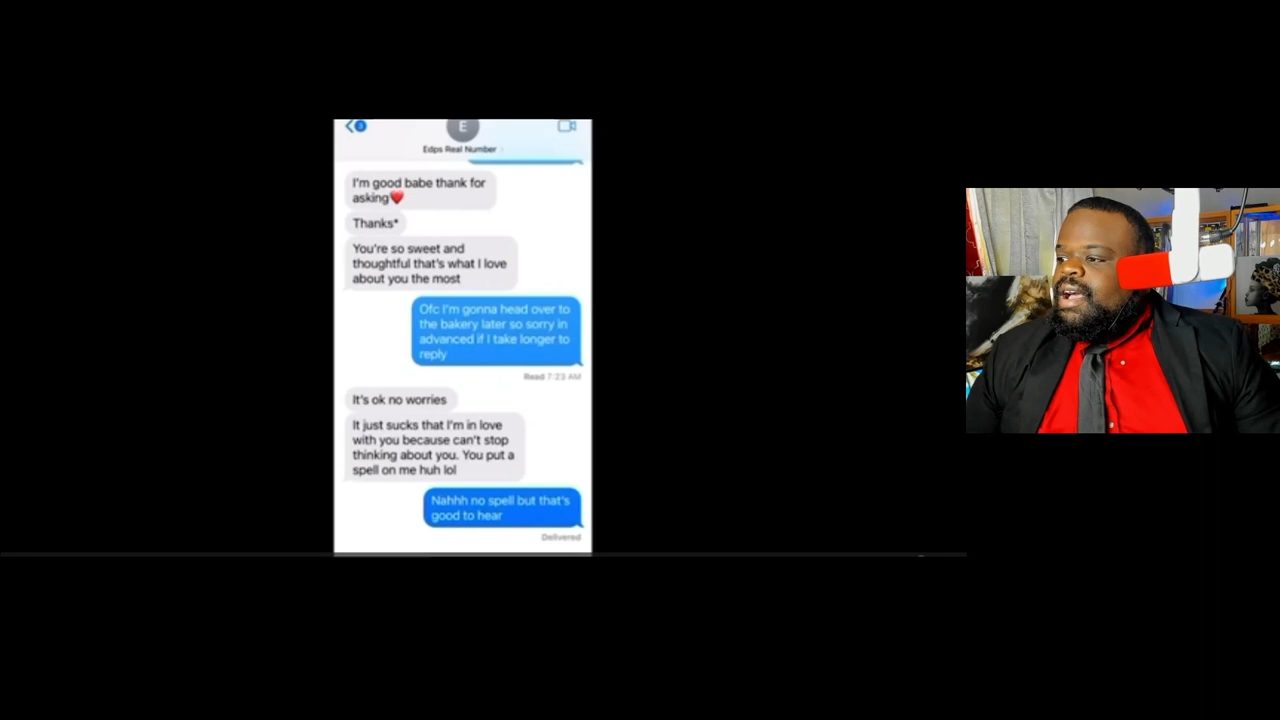 3
E
Edps Real Number
I'm good babe thank for
asking❤️
Thanks*
You're so sweet and
thoughtful that's what I love
about you the most
Ofc I'm gonna head over to
the bakery later so sorry in
advanced if I take longer to
reply
Read 7:23 AM
It's ok no worries
It just sucks that I'm in love
with you because can't stop
thinking about you. You put a
spell on me huh lol
Nahhh no spell but that's
good to hear
Delivered